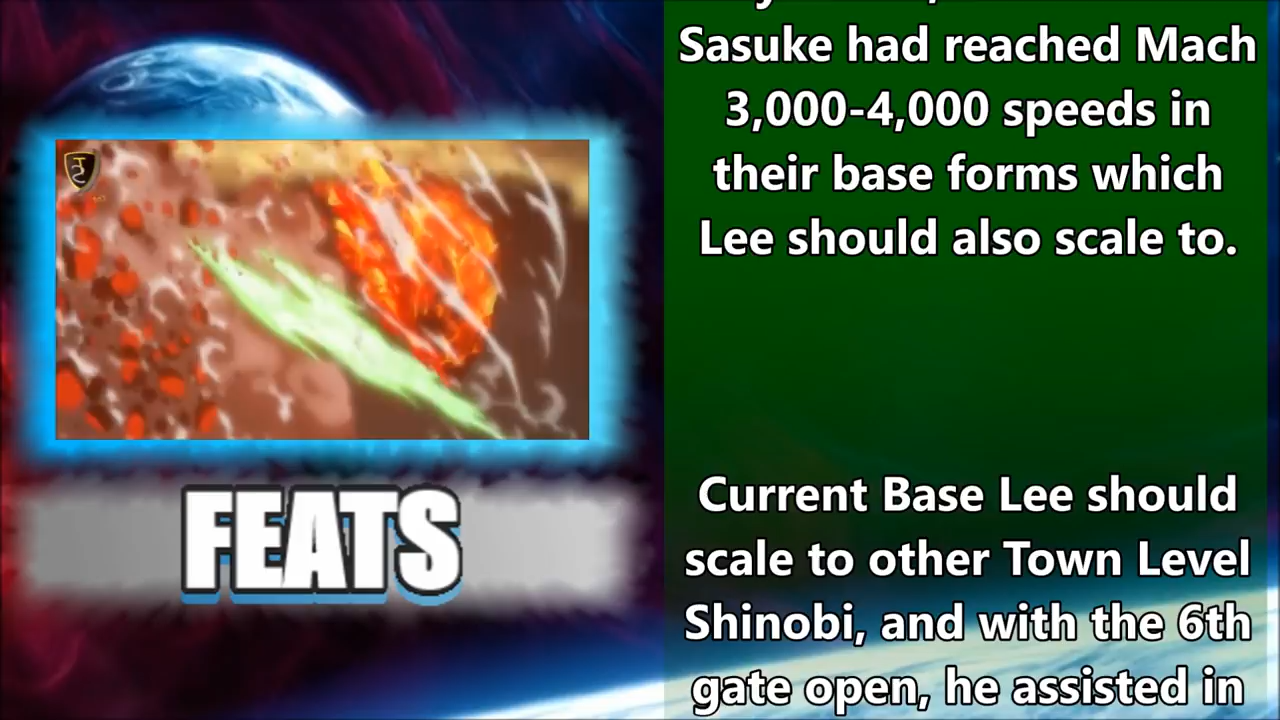 FEATS
Sasuke had reached Mach
3,000-4,000 speeds in
their base forms which
Lee should also scale to.
Current Base Lee should
scale to other Town Level
Shinobi, and with the 6th
gate open, he assisted in